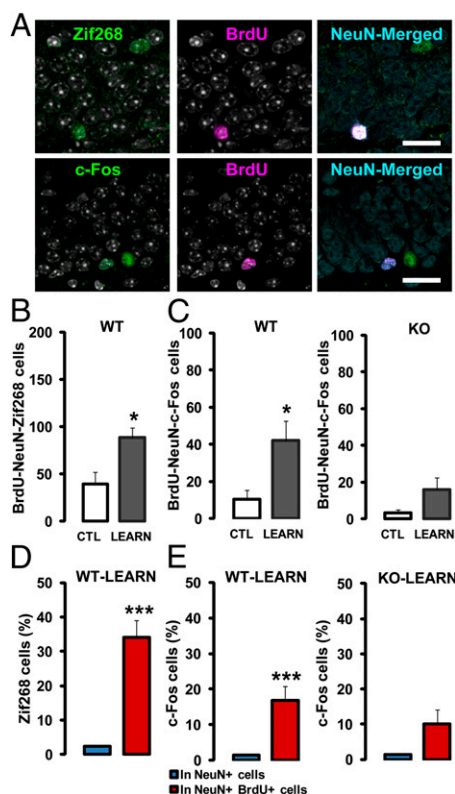 A
Zif268 BrdU NeuN-Merged
c-Fos BrdU NeuN-Merged
B WT C WT KO
BrdU-NeuN-Zif268 cells
200
150
100
50
0
*
CTL LEARN
BrdU-NeuN-c-Fos cells
100
80
60
40
20
0
*
CTL LEARN
BrdU-NeuN-c-Fos cells
100
80
60
40
20
0
CTL LEARN
D WT-LEARN E WT-LEARN KO-LEARN
Zif268 cells (%)
50
40
30
20
10
0
***
c-Fos cells (%)
50
40
30
20
10
0
***
c-Fos cells (%)
50
40
30
20
10
0
In NeuN+ cells
In NeuN+ BrdU+ cells